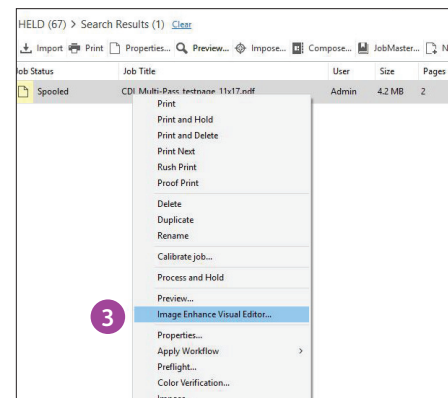 HELD (67) > Search Results (1) Clear
Import Print Properties... Preview... Impose... Compose... JobMaster... N
Job Status Job Title User Size Pages
Spooled CDI Multi-Pass testpage 11x17.pdf Admin 4.2 MB 2
Print
Print and Hold
Print and Delete
Print Next
Rush Print
Proof Print
Delete
Duplicate
Rename
Calibrate job...
Process and Hold
Preview...
3 Image Enhance Visual Editor...
Properties...
Apply Workflow >
Preflight...
Color Verification...